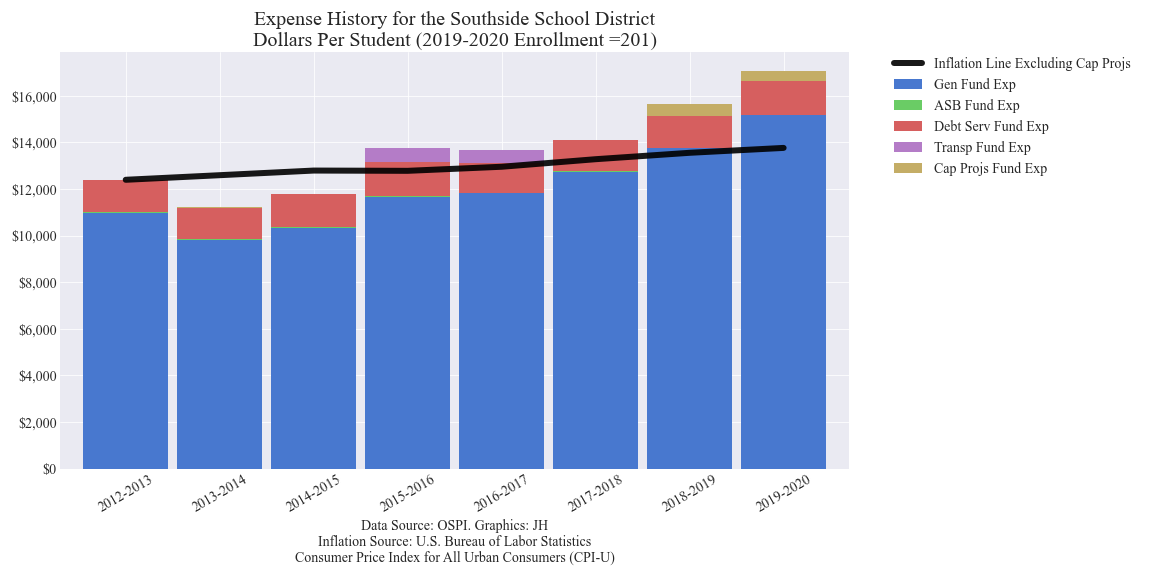 Expense History for the Southside School District
Dollars Per Student (2019-2020 Enrollment =201)
Inflation Line Excluding Cap Projs
Gen Fund Exp
ASB Fund Exp
Debt Serv Fund Exp
Transp Fund Exp
Cap Projs Fund Exp
$16,000
$14,000
$12,000
$10,000
$8,000
$6,000
$4,000
$2,000
$0
2012-2013
2013-2014
2014-2015
2015-2016
2016-2017
2017-2018
2018-2019
2019-2020
Data Source: OSPI. Graphics: JH
Inflation Source: U.S. Bureau of Labor Statistics
Consumer Price Index for All Urban Consumers (CPI-U)